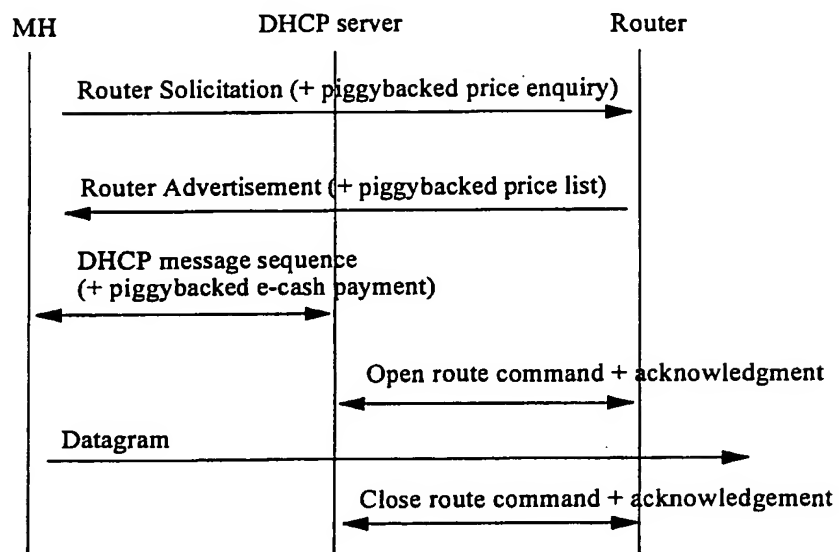 MH
DHCP server
Router
Router Solicitation (+ piggybacked price enquiry)
Router Advertisement (+ piggybacked price list)
DHCP message sequence
(+ piggybacked e-cash payment)
Open route command + acknowledgment
Datagram
Close route command + acknowledgement